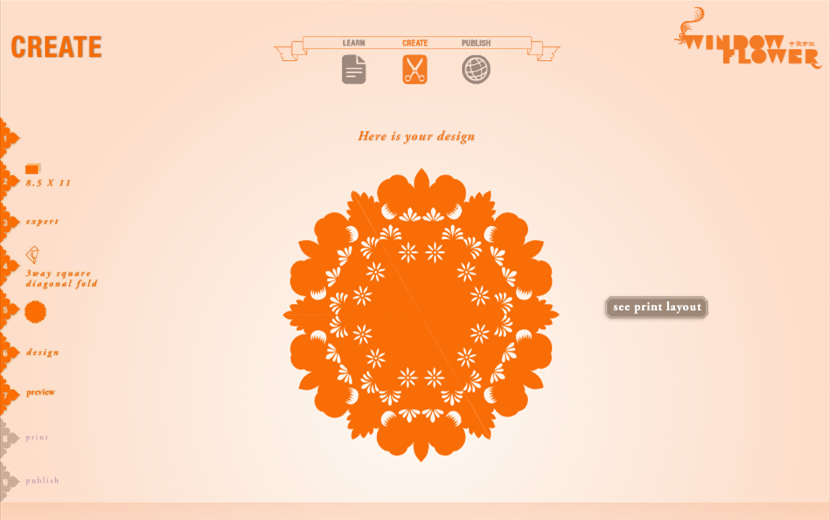 CREATE
LEARN
CREATE
PUBLISH
WINDOW
FLOWER
Here is your design
1
2
8.5 X 11
3
expert
4
3way square
diagonal fold
5
see print layout
6
design
7
preview
8
print
9
publish